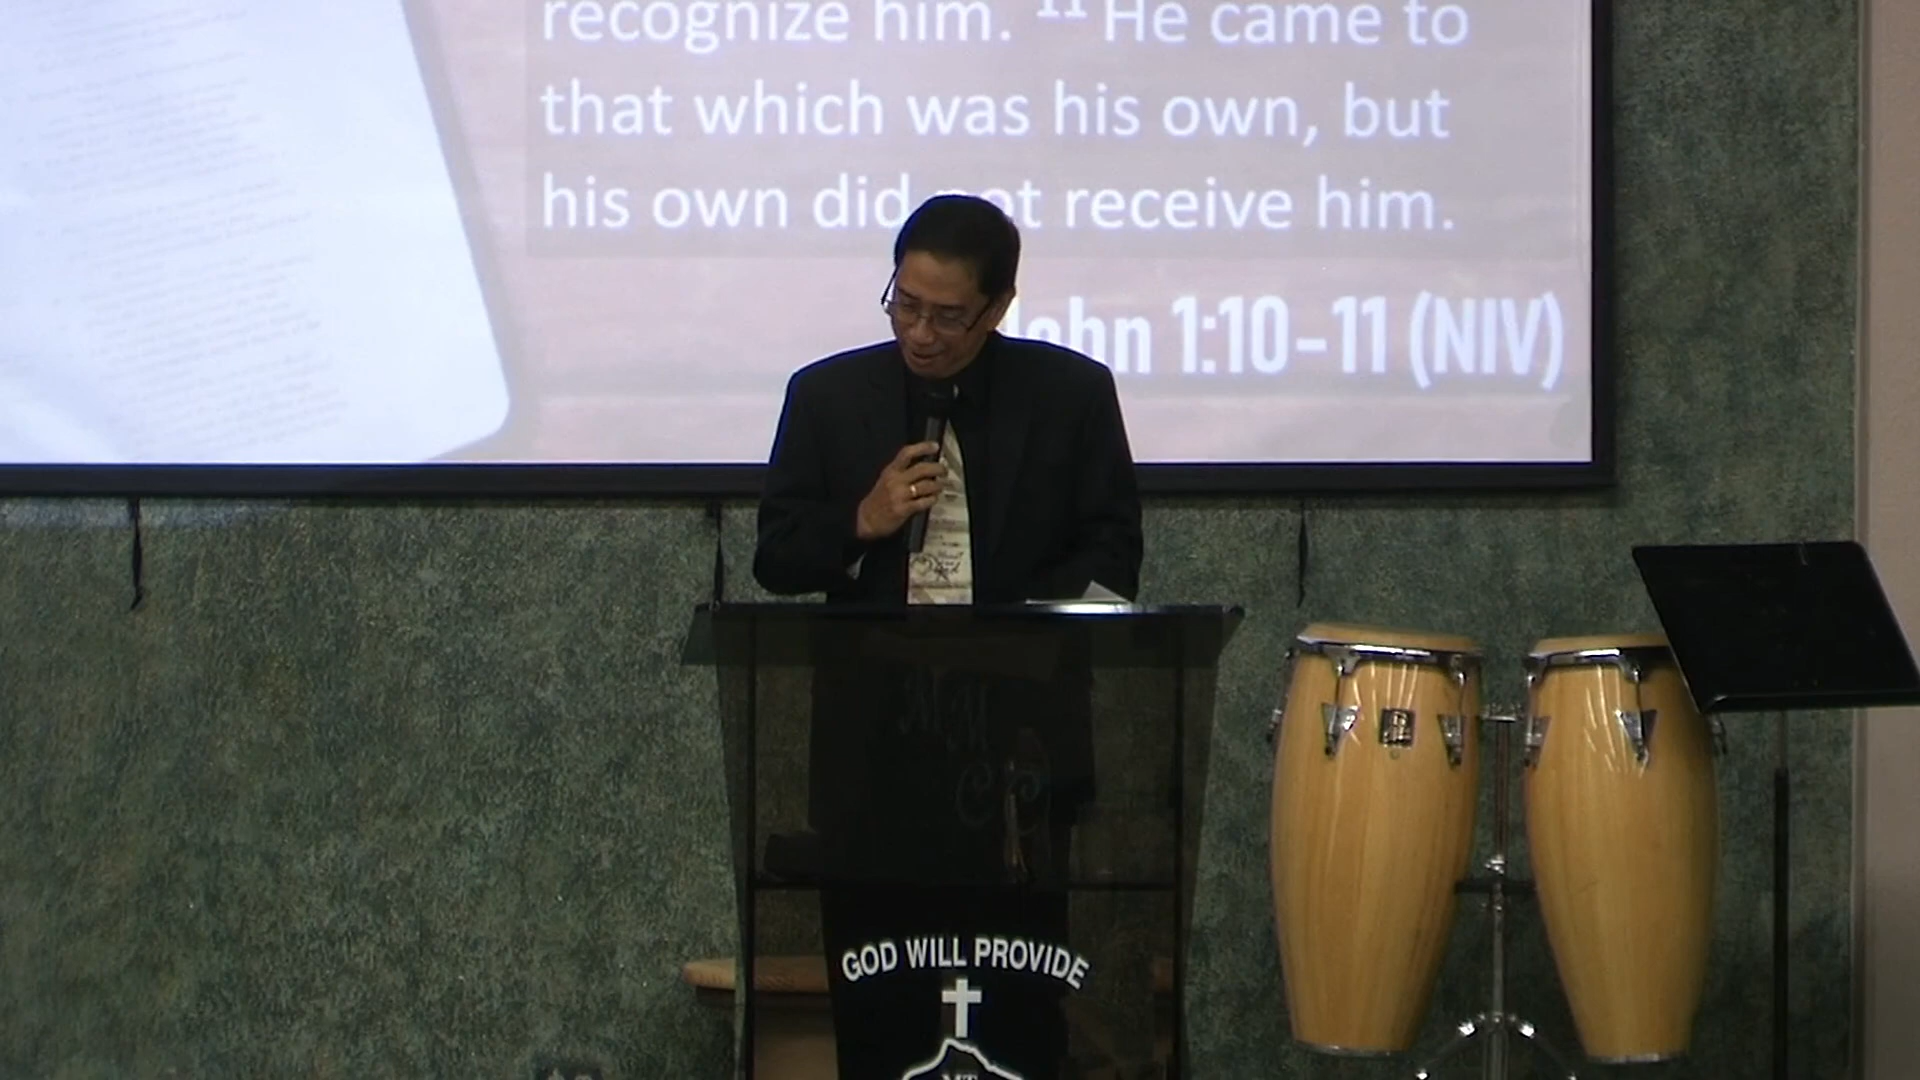 recognize him. 11 He came to
that which was his own, but
his own did not receive him.
John 1:10-11 (NIV)
GOD WILL PROVIDE
MT